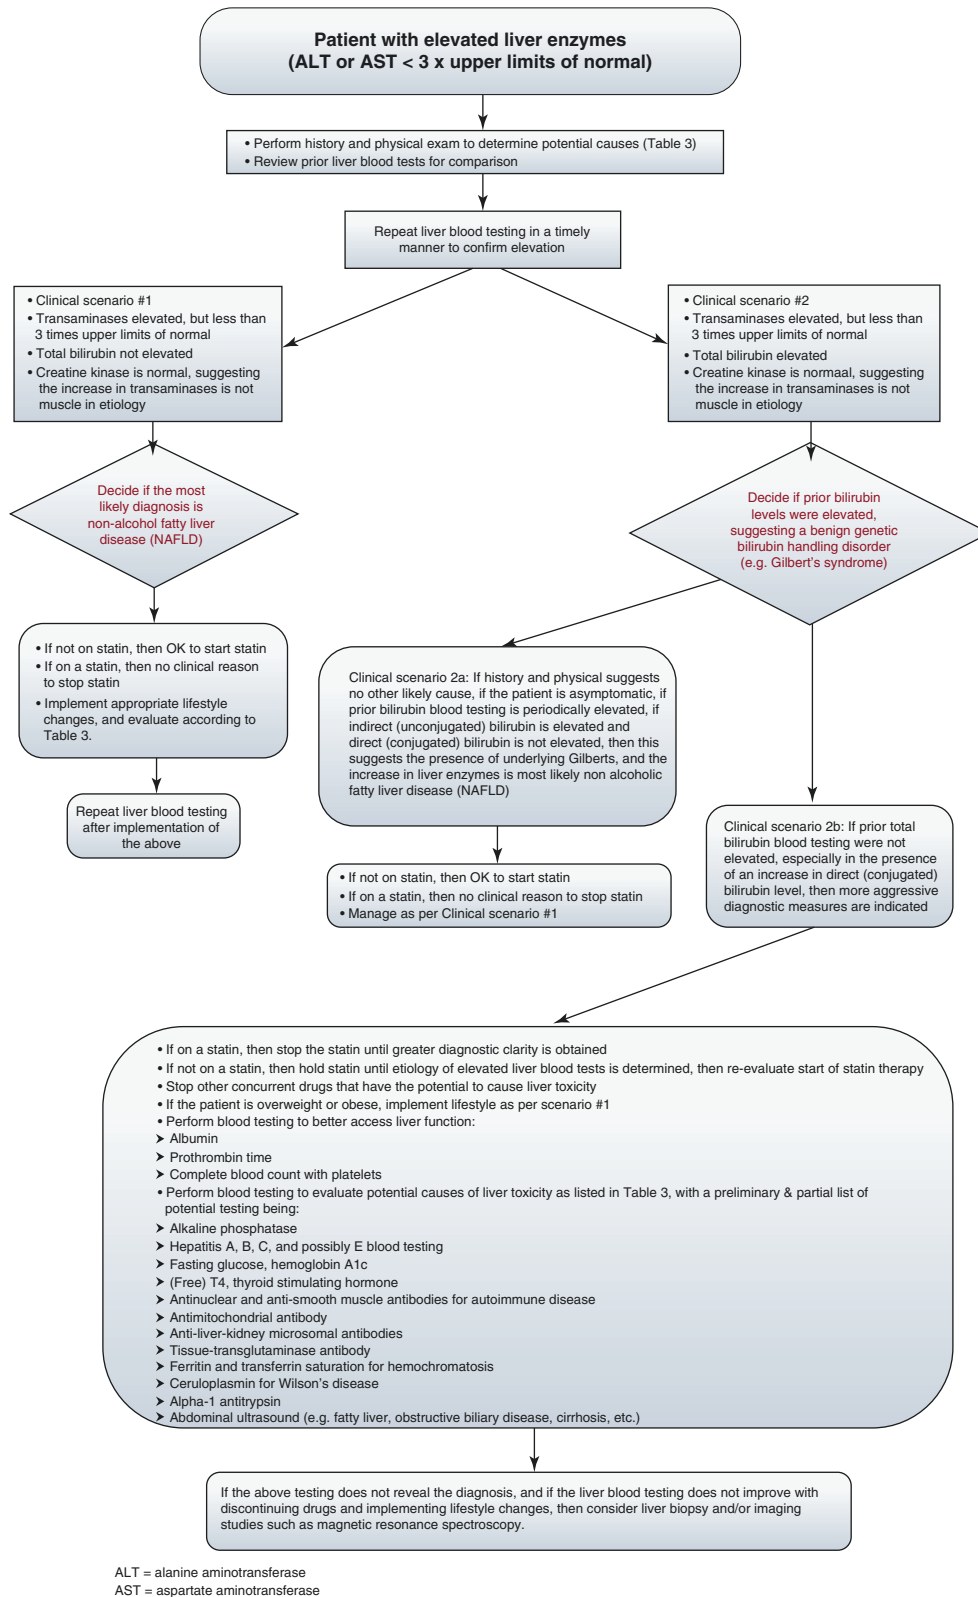 Patient with elevated liver enzymes
(ALT or AST < 3 x upper limits of normal)
• Perform history and physical exam to determine potential causes (Table 3)
• Review prior liver blood tests for comparison
Repeat liver blood testing in a timely
manner to confirm elevation
• Clinical scenario #1
• Transaminases elevated, but less than
3 times upper limits of normal
• Total bilirubin not elevated
• Creatine kinase is normal, suggesting
the increase in transaminases is not
muscle in etiology
• Clinical scenario #2
• Transaminases elevated, but less than
3 times upper limits of normal
• Total bilirubin elevated
• Creatine kinase is normaal, suggesting
the increase in transaminases is not
muscle in etiology
Decide if the most
likely diagnosis is
non-alcohol fatty liver
disease (NAFLD)
Decide if prior bilirubin
levels were elevated,
suggesting a benign genetic
bilirubin handling disorder
(e.g. Gilbert's syndrome)
• If not on statin, then OK to start statin
• If on a statin, then no clinical reason
to stop statin
• Implement appropriate lifestyle
changes, and evaluate according to
Table 3.
Repeat liver blood testing
after implementation of
the above
Clinical scenario 2a: If history and physical suggests
no other likely cause, if the patient is asymptomatic, if
prior bilirubin blood testing is periodically elevated, if
indirect (unconjugated) bilirubin is elevated and
direct (conjugated) bilirubin is not elevated, then this
suggests the presence of underlying Gilberts, and the
increase in liver enzymes is most likely non alcoholic
fatty liver disease (NAFLD)
• If not on statin, then OK to start statin
• If on a statin, then no clinical reason to stop statin
• Manage as per Clinical scenario #1
Clinical scenario 2b: If prior total
bilirubin blood testing were not
elevated, especially in the presence
of an increase in direct (conjugated)
bilirubin level, then more aggressive
diagnostic measures are indicated
• If on a statin, then stop the statin until greater diagnostic clarity is obtained
• If not on a statin, then hold statin until etiology of elevated liver blood tests is determined, then re-evaluate start of statin therapy
• Stop other concurrent drugs that have the potential to cause liver toxicity
• If the patient is overweight or obese, implement lifestyle as per scenario #1
• Perform blood testing to better access liver function:
➤ Albumin
➤ Prothrombin time
➤ Complete blood count with platelets
• Perform blood testing to evaluate potential causes of liver toxicity as listed in Table 3, with a preliminary & partial list of
potential testing being:
➤ Alkaline phosphatase
➤ Hepatitis A, B, C, and possibly E blood testing
➤ Fasting glucose, hemoglobin A1c
➤ (Free) T4, thyroid stimulating hormone
➤ Antinuclear and anti-smooth muscle antibodies for autoimmune disease
➤ Antimitochondrial antibody
➤ Anti-liver-kidney microsomal antibodies
➤ Tissue-transglutaminase antibody
➤ Ferritin and transferrin saturation for hemochromatosis
➤ Ceruloplasmin for Wilson's disease
➤ Alpha-1 antitrypsin
➤ Abdominal ultrasound (e.g. fatty liver, obstructive biliary disease, cirrhosis, etc.)
If the above testing does not reveal the diagnosis, and if the liver blood testing does not improve with
discontinuing drugs and implementing lifestyle changes, then consider liver biopsy and/or imaging
studies such as magnetic resonance spectroscopy.
ALT = alanine aminotransferase
AST = aspartate aminotransferase